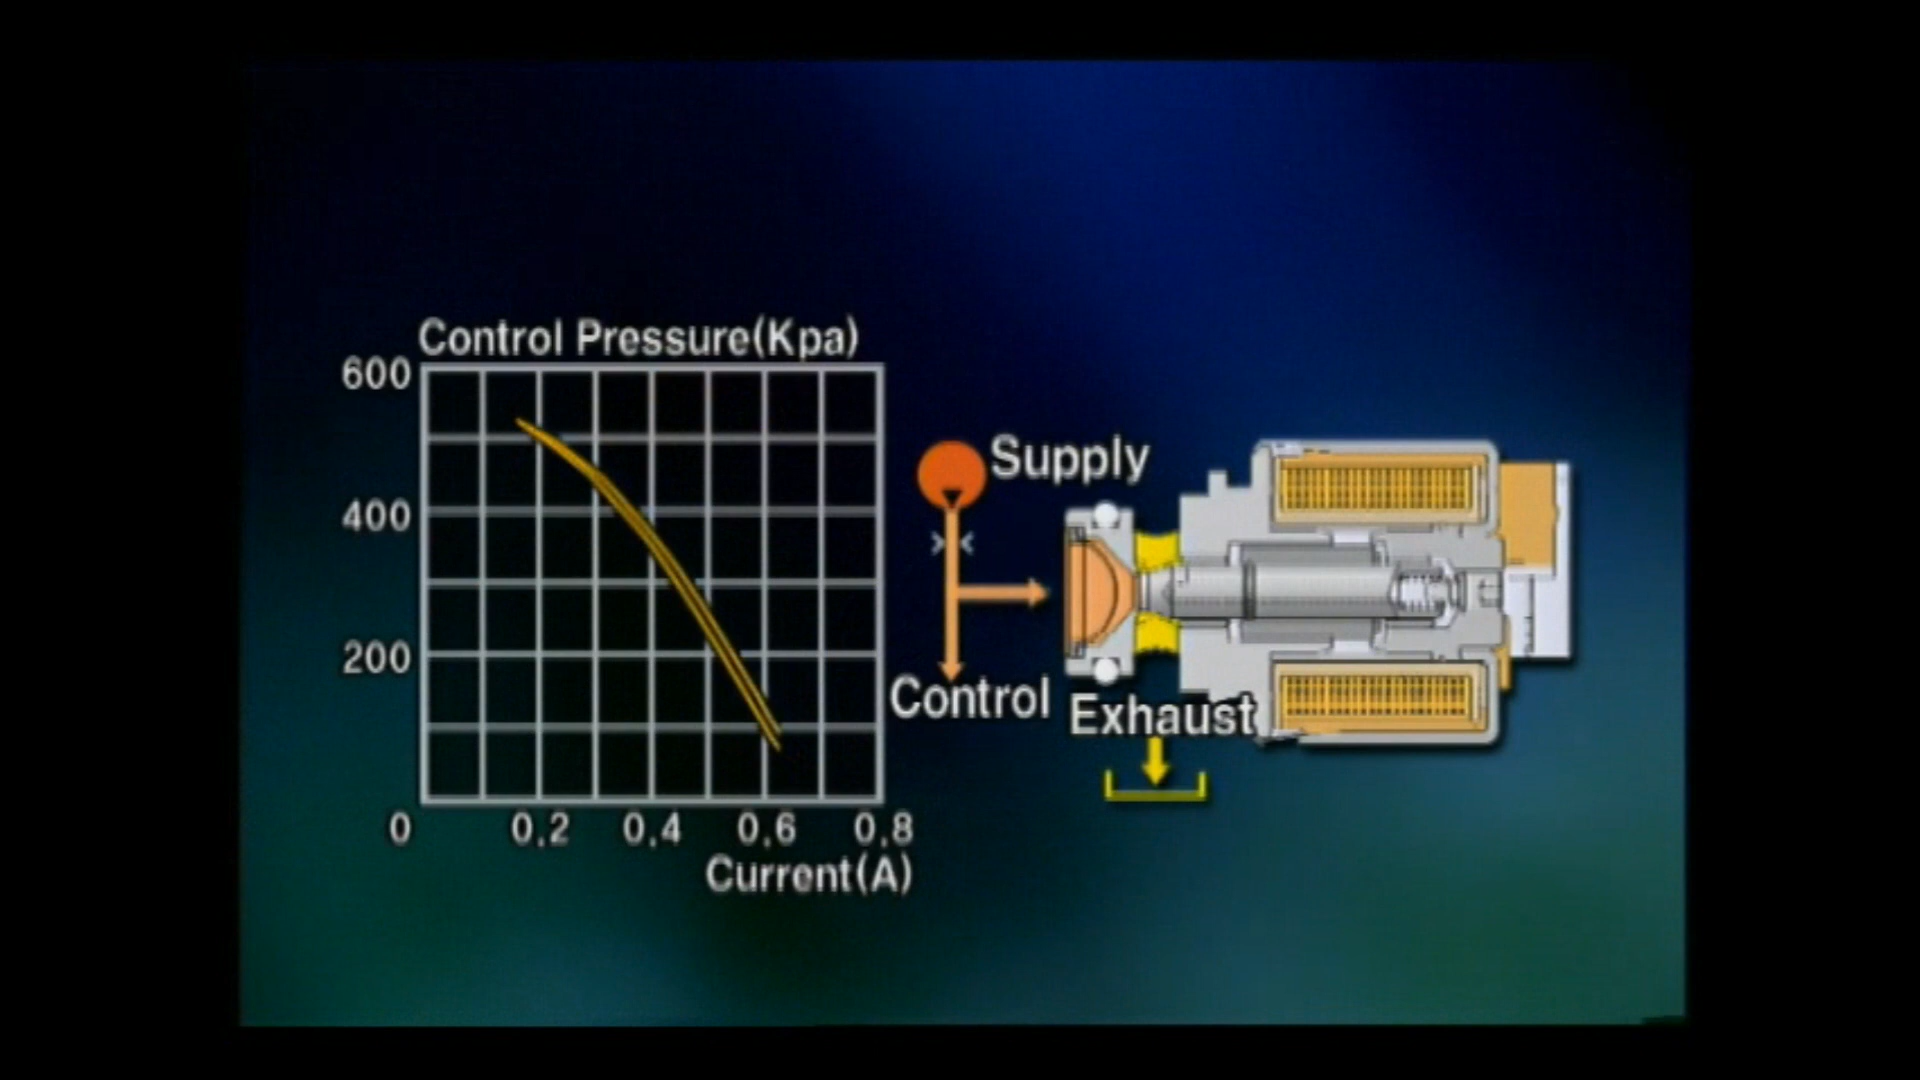 Control Pressure(Kpa)
600
400
200
0 0.2 0.4 0.6 0.8
Current(A)
Supply
Control
Exhaust